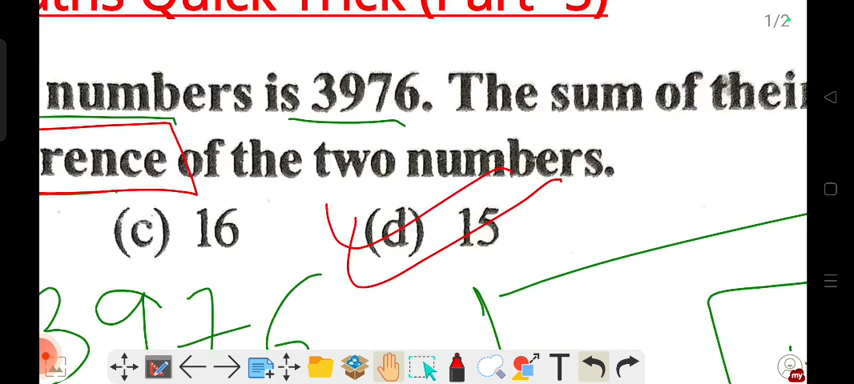 Quick Trick (Part- 3)
1/2
numbers is 3976. The sum of their
rence of the two numbers.
(c) 16 (d) 15
3976
T
my